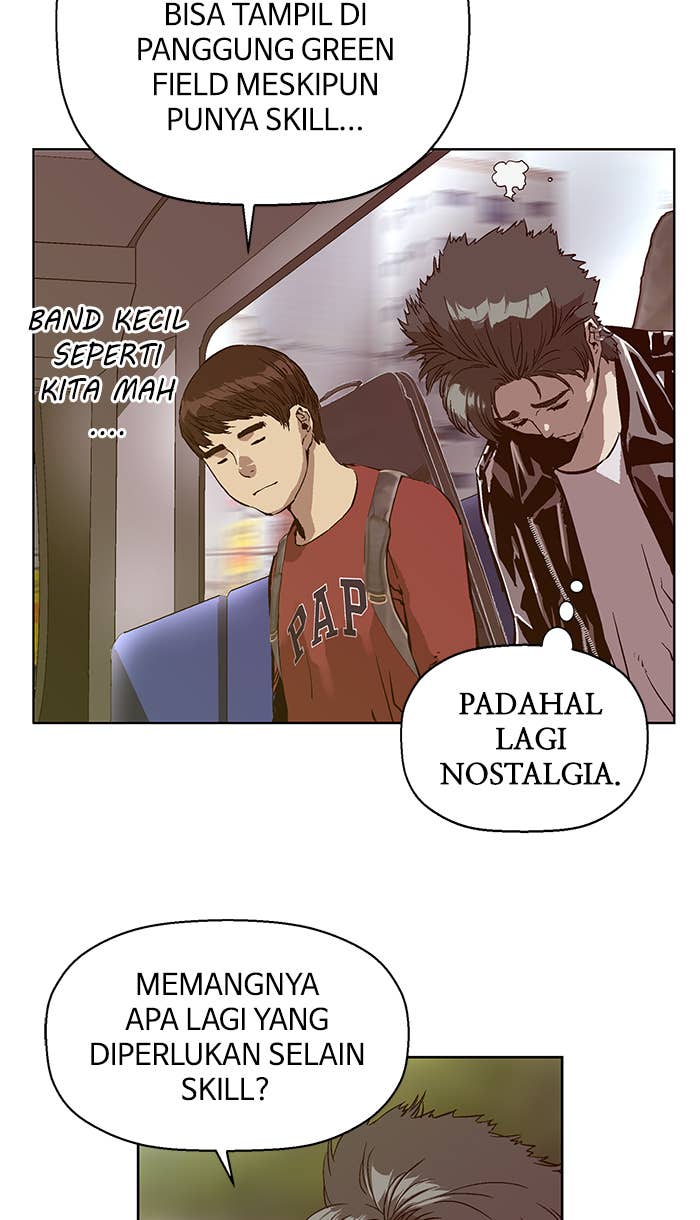 BISA TAMPIL DI
PANGGUNG GREEN
FIELD MESKIPUN
PUNYA SKILL...
BAND KECIL
SEPERTI
KITA MAH
....
PAP
PADAHAL
LAGI
NOSTALGIA.
MEMANGNYA
APA LAGI YANG
DIPERLUKAN SELAIN
SKILL?